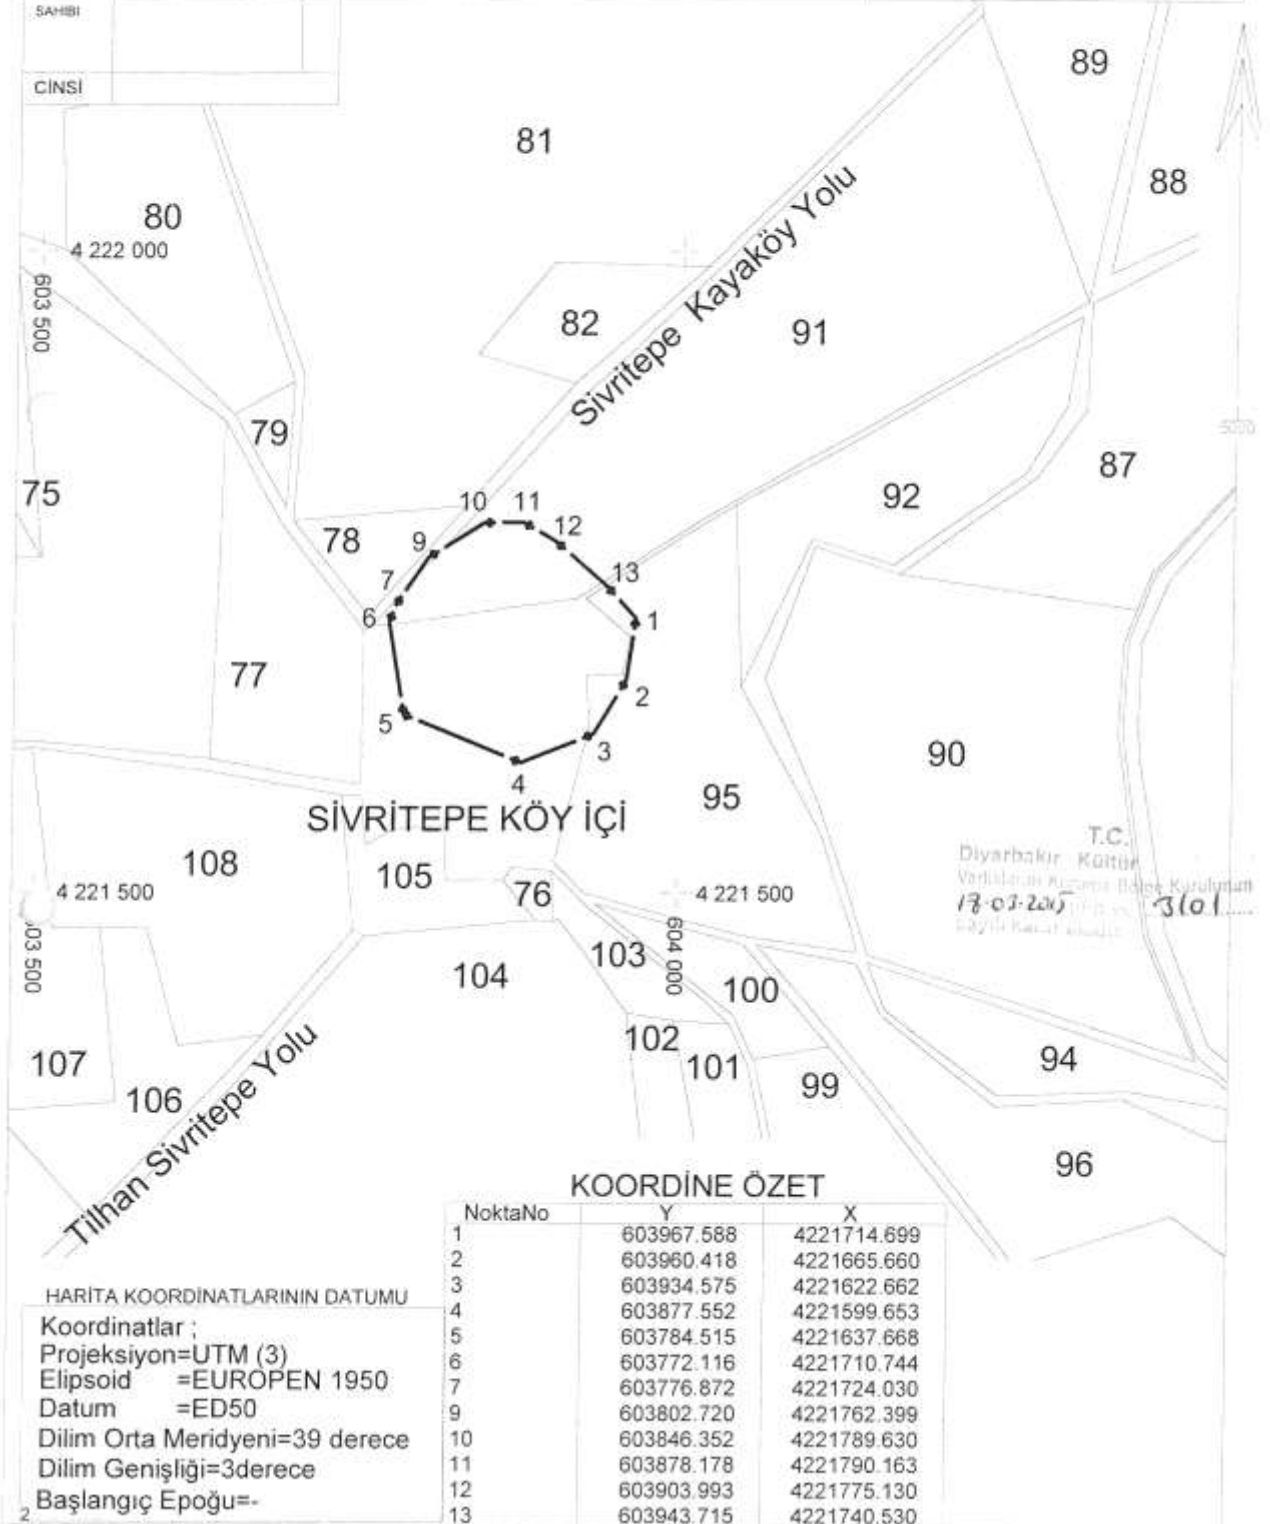 SAHİBİ
CİNSİ
89
81
88
80
4 222 000
603 500
Sivritepe Kayaköy Yolu
82
91
79
5000
87
75
92
10
11
12
78
9
13
7
6
1
77
2
5
3
90
4
95
SİVRİTEPE KÖY İÇİ
T.C.
108
Diyarbakır Kültür
105
76
4 221 500
4 221 500
3101
03 500
604 000
103
104
100
102
94
107
101
99
106
Tilhan Sivritepe Yolu
96
KOORDİNE ÖZET
NoktaNo Y X
1 603967.588 4221714.699
2 603960.418 4221665.660
3 603934.575 4221622.662
4 603877.552 4221599.653
5 603784.515 4221637.668
6 603772.116 4221710.744
7 603776.872 4221724.030
9 603802.720 4221762.399
10 603846.352 4221789.630
11 603878.178 4221790.163
12 603903.993 4221775.130
13 603943.715 4221740.530
HARİTA KOORDİNATLARININ DATUMU
Koordinatlar ;
Projeksiyon=UTM (3)
Elipsoid =EUROPEN 1950
Datum =ED50
Dilim Orta Meridyeni=39 derece
Dilim Genişliği=3derece
Başlangıç Epoğu=-
2